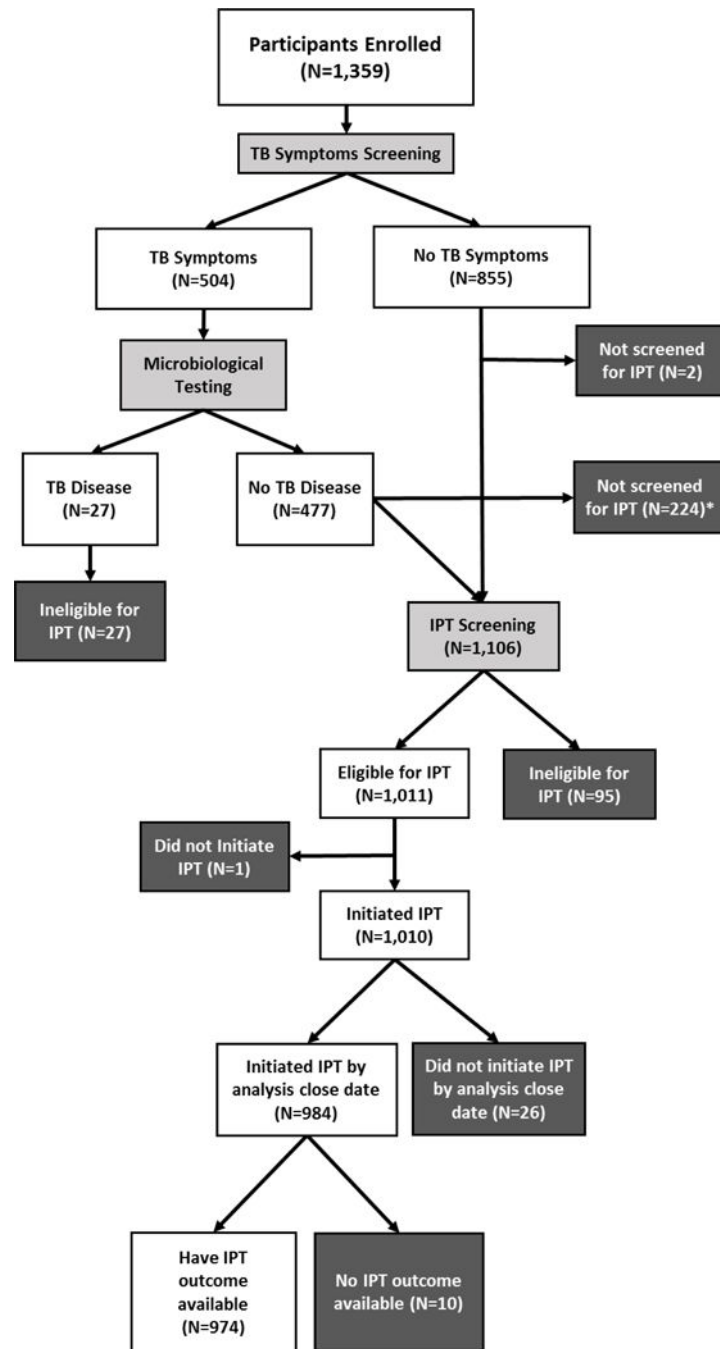 Participants Enrolled
(N=1,359)
TB Symptoms Screening
TB Symptoms
(N=504)
No TB Symptoms
(N=855)
Not screened
for IPT (N=2)
Microbiological
Testing
TB Disease
(N=27)
No TB Disease
(N=477)
Not screened
for IPT (N=224)*
Ineligible for
IPT (N=27)
IPT Screening
(N=1,106)
Eligible for IPT
(N=1,011)
Ineligible for
IPT (N=95)
Did not Initiate
IPT (N=1)
Initiated IPT
(N=1,010)
Initiated IPT by
analysis close date
(N=984)
Did not initiate IPT
by analysis close
date (N=26)
Have IPT
outcome
available
(N=974)
No IPT outcome
available (N=10)